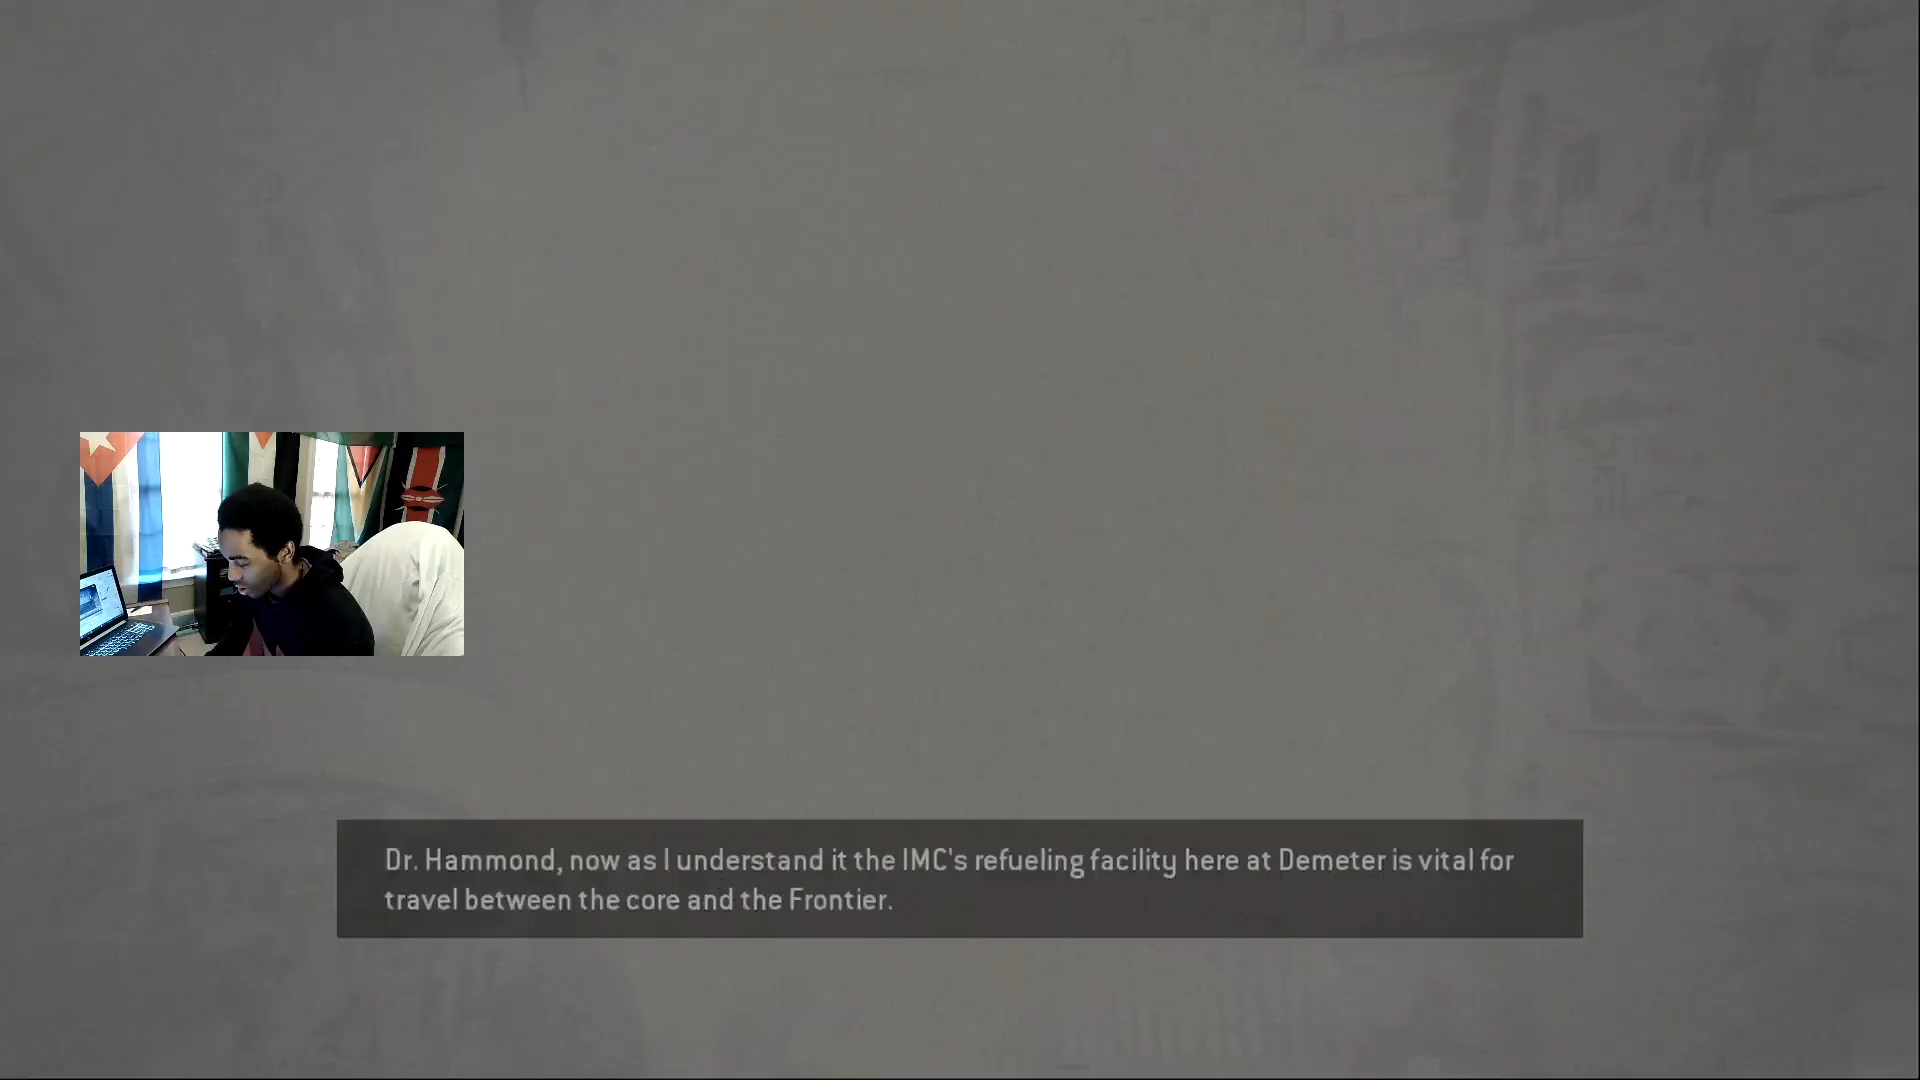 Dr. Hammond, now as I understand it the IMC's refueling facility here at Demeter is vital for
travel between the core and the Frontier.